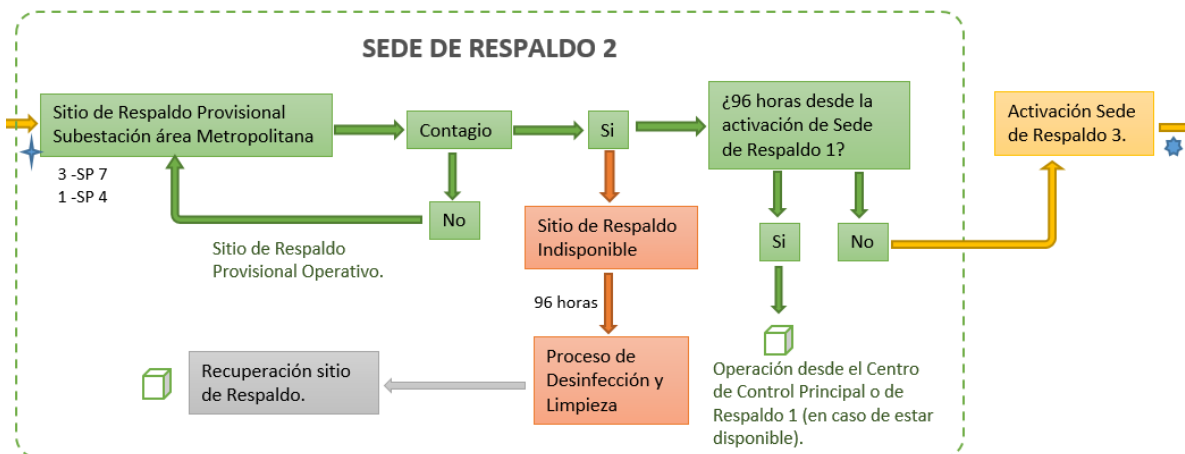 SEDE DE RESPALDO 2
Sitio de Respaldo Provisional
Subestación área Metropolitana
3 -SP 7
1 -SP 4
Contagio
Si
¿96 horas desde la
activación de Sede
de Respaldo 1?
Activación Sede
de Respaldo 3.
No
Sitio de Respaldo
Provisional Operativo.
Sitio de Respaldo
Indisponible
Si
No
96 horas
Proceso de
Desinfección y
Limpieza
Recuperación sitio
de Respaldo.
Operación desde el Centro
de Control Principal o de
Respaldo 1 (en caso de estar
disponible).